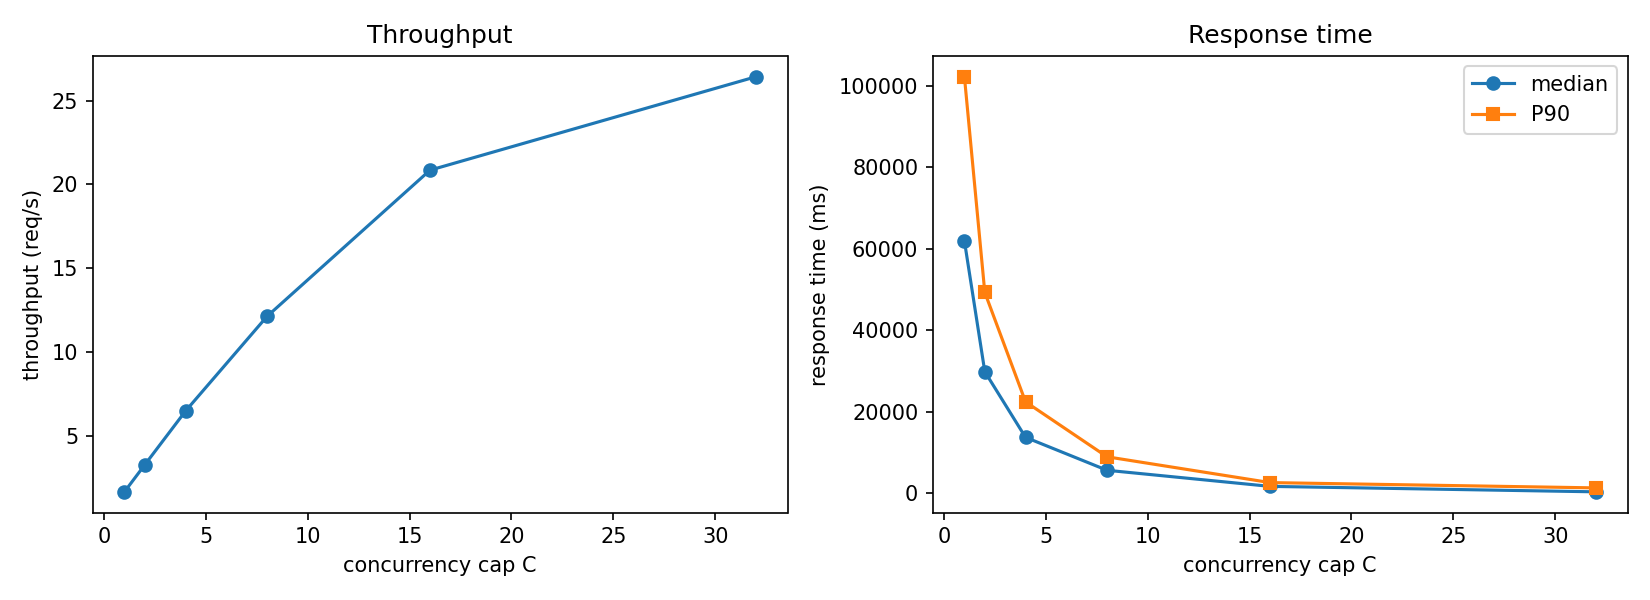 Throughput
throughput (req/s)
25
20
15
10
5
0 5 10 15 20 25 30
concurrency cap C
Response time
response time (ms)
100000
80000
60000
40000
20000
0
median
P90
0 5 10 15 20 25 30
concurrency cap C